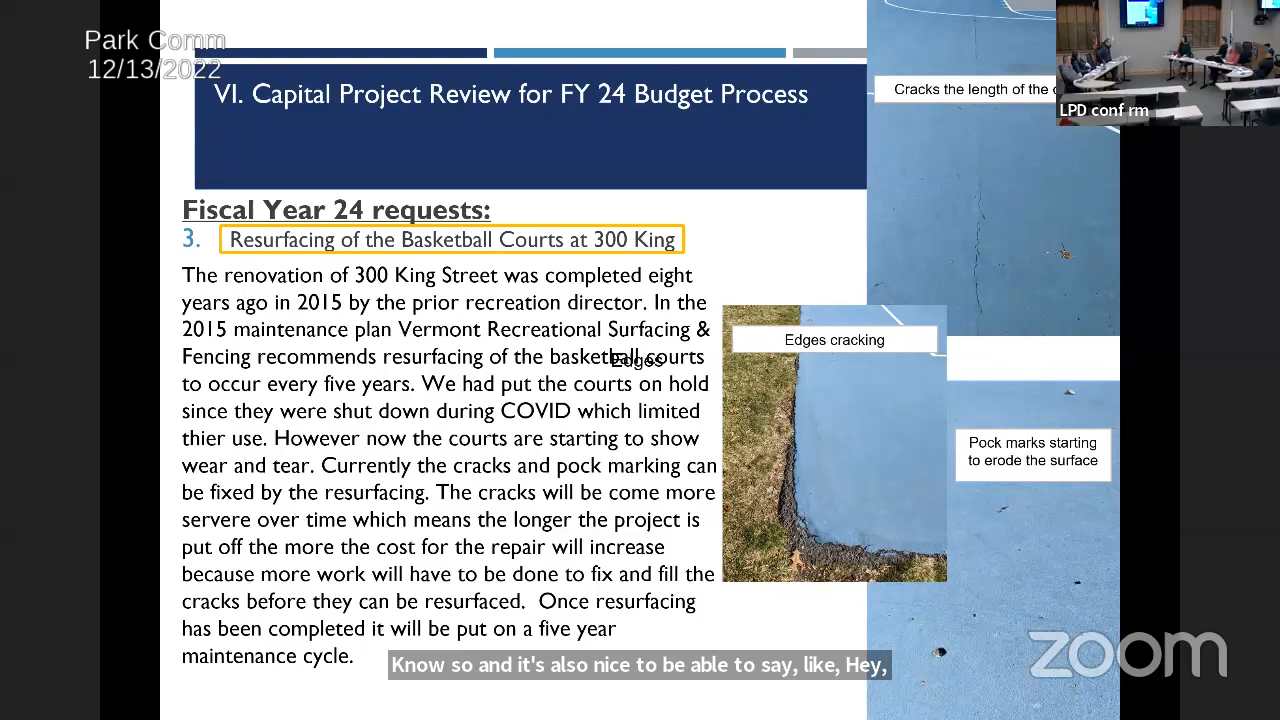 Park Comm
12/13/2022
VI. Capital Project Review for FY 24 Budget Process
Cracks the length of the
LPD conf rm
Fiscal Year 24 requests:
3. Resurfacing of the Basketball Courts at 300 King
The renovation of 300 King Street was completed eight
years ago in 2015 by the prior recreation director. In the
2015 maintenance plan Vermont Recreational Surfacing &
Fencing recommends resurfacing of the basketball courts
Edges
to occur every five years. We had put the courts on hold
since they were shut down during COVID which limited
thier use. However now the courts are starting to show
wear and tear. Currently the cracks and pock marking can
be fixed by the resurfacing. The cracks will be come more
servere over time which means the longer the project is
put off the more the cost for the repair will increase
because more work will have to be done to fix and fill the
cracks before they can be resurfaced. Once resurfacing
has been completed it will be put on a five year
maintenance cycle.
Edges cracking
Pock marks starting
to erode the surface
Know so and it's also nice to be able to say, like, Hey,
zoom